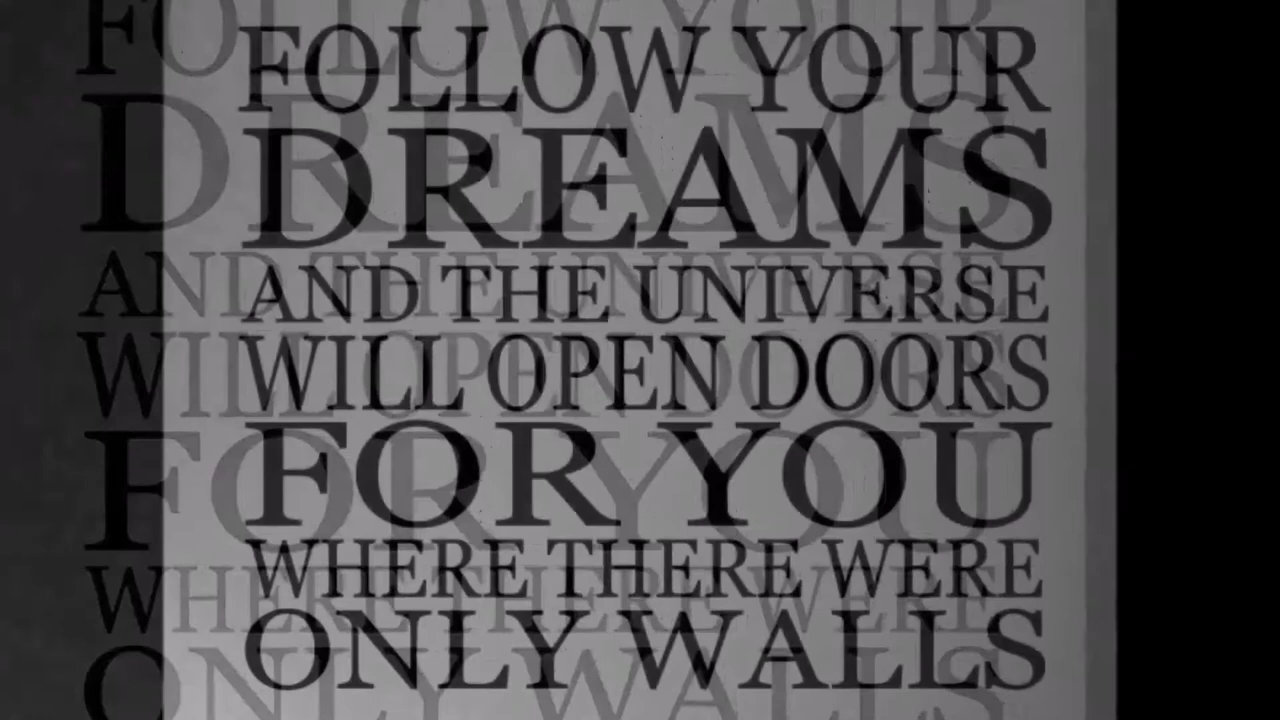 FOLLOW YOUR
DREAMS
AND THE UNIVERSE
WILL OPEN DOORS
FOR YOU
WHERE THERE WERE
ONLY WALLS